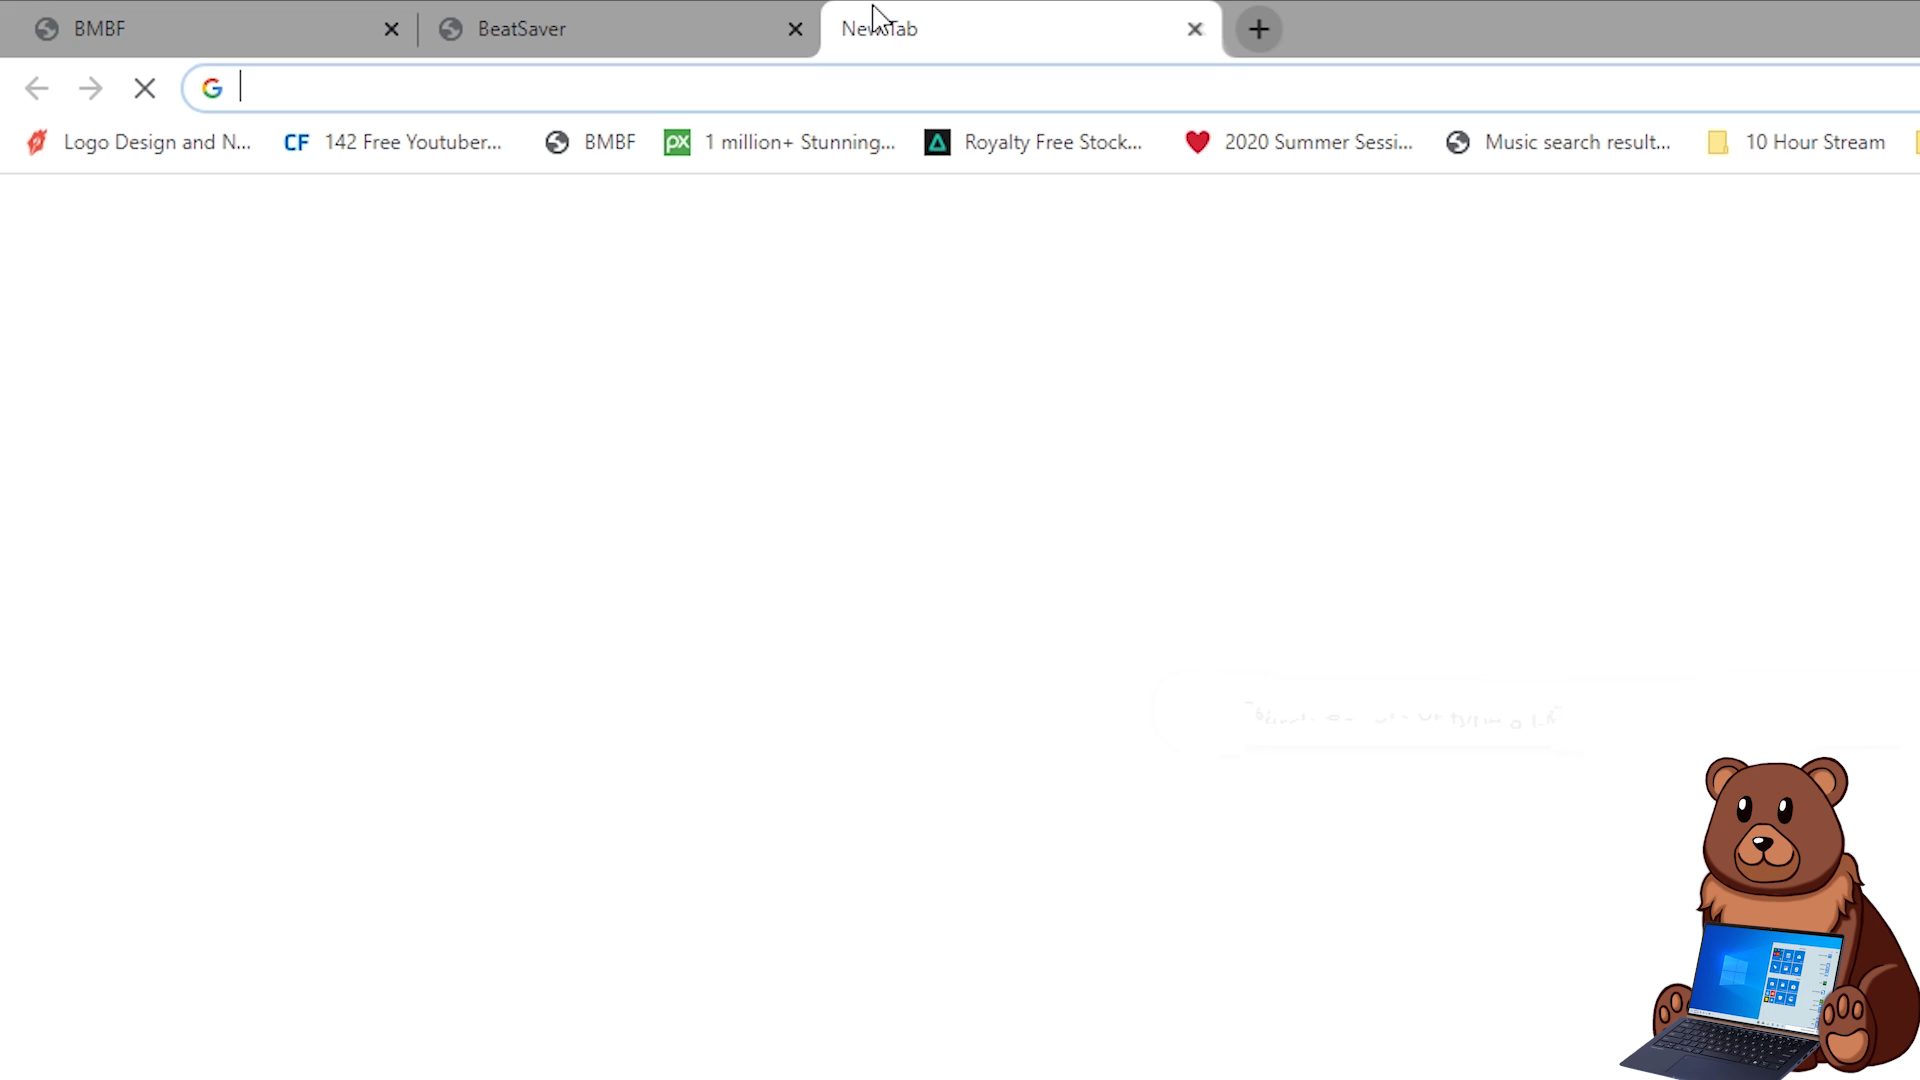 BMBF
BeatSaver
New Tab
Logo Design and N...
CF 142 Free Youtuber...
BMBF
px 1 million+ Stunning...
Royalty Free Stock...
2020 Summer Sessi...
Music search result...
10 Hour Stream